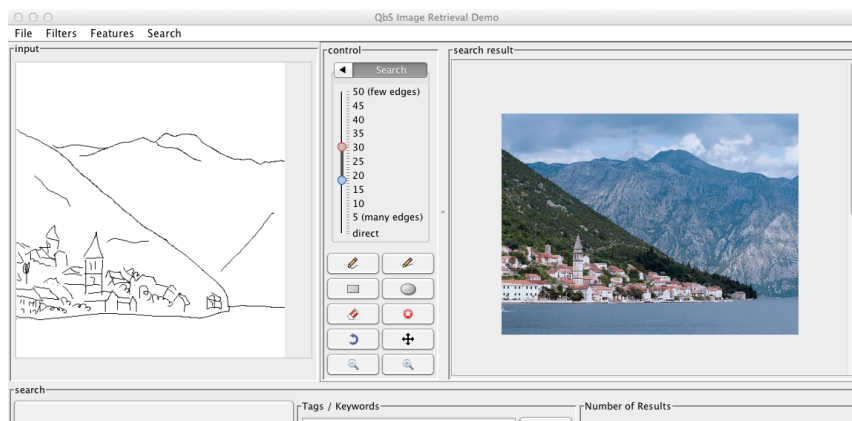 QbS Image Retrieval Demo
File Filters Features Search
input
control
search result
Search
50 (few edges)
45
40
35
30
25
20
15
10
5 (many edges)
direct
search
Tags / Keywords
Number of Results